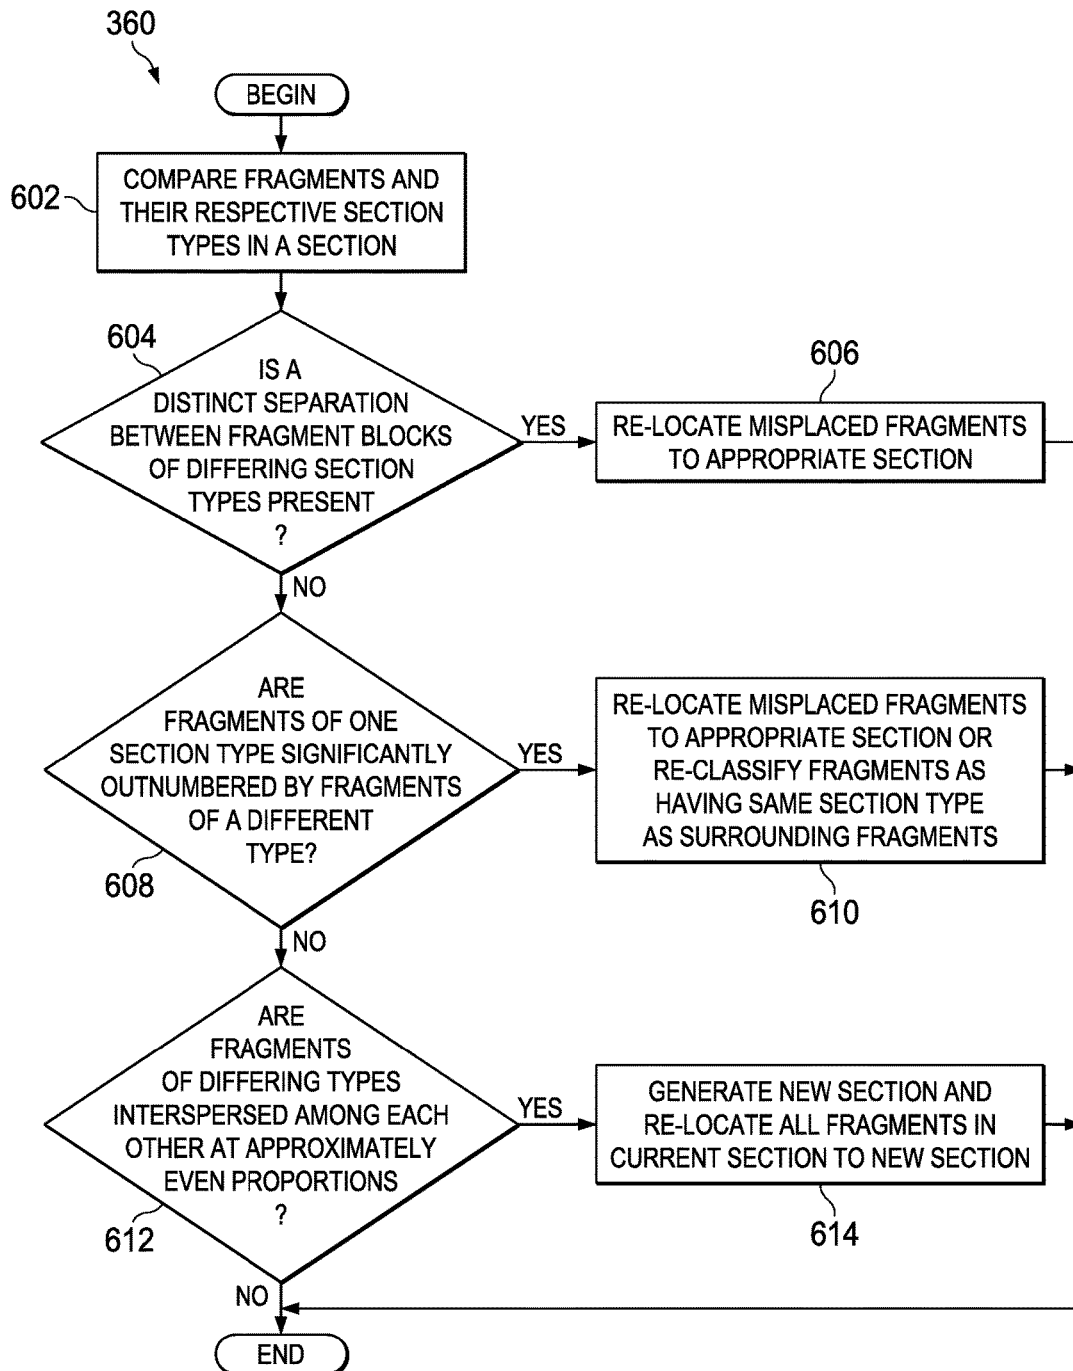 360
BEGIN
602
COMPARE FRAGMENTS AND
THEIR RESPECTIVE SECTION
TYPES IN A SECTION
604
IS A
DISTINCT SEPARATION
BETWEEN FRAGMENT BLOCKS
OF DIFFERING SECTION
TYPES PRESENT
?
YES
606
RE-LOCATE MISPLACED FRAGMENTS
TO APPROPRIATE SECTION
NO
ARE
FRAGMENTS OF ONE
SECTION TYPE SIGNIFICANTLY
OUTNUMBERED BY FRAGMENTS
OF A DIFFERENT
TYPE?
608
YES
RE-LOCATE MISPLACED FRAGMENTS
TO APPROPRIATE SECTION OR
RE-CLASSIFY FRAGMENTS AS
HAVING SAME SECTION TYPE
AS SURROUNDING FRAGMENTS
610
NO
ARE
FRAGMENTS
OF DIFFERING TYPES
INTERSPERSED AMONG EACH
OTHER AT APPROXIMATELY
EVEN PROPORTIONS
?
612
YES
GENERATE NEW SECTION AND
RE-LOCATE ALL FRAGMENTS IN
CURRENT SECTION TO NEW SECTION
614
NO
END